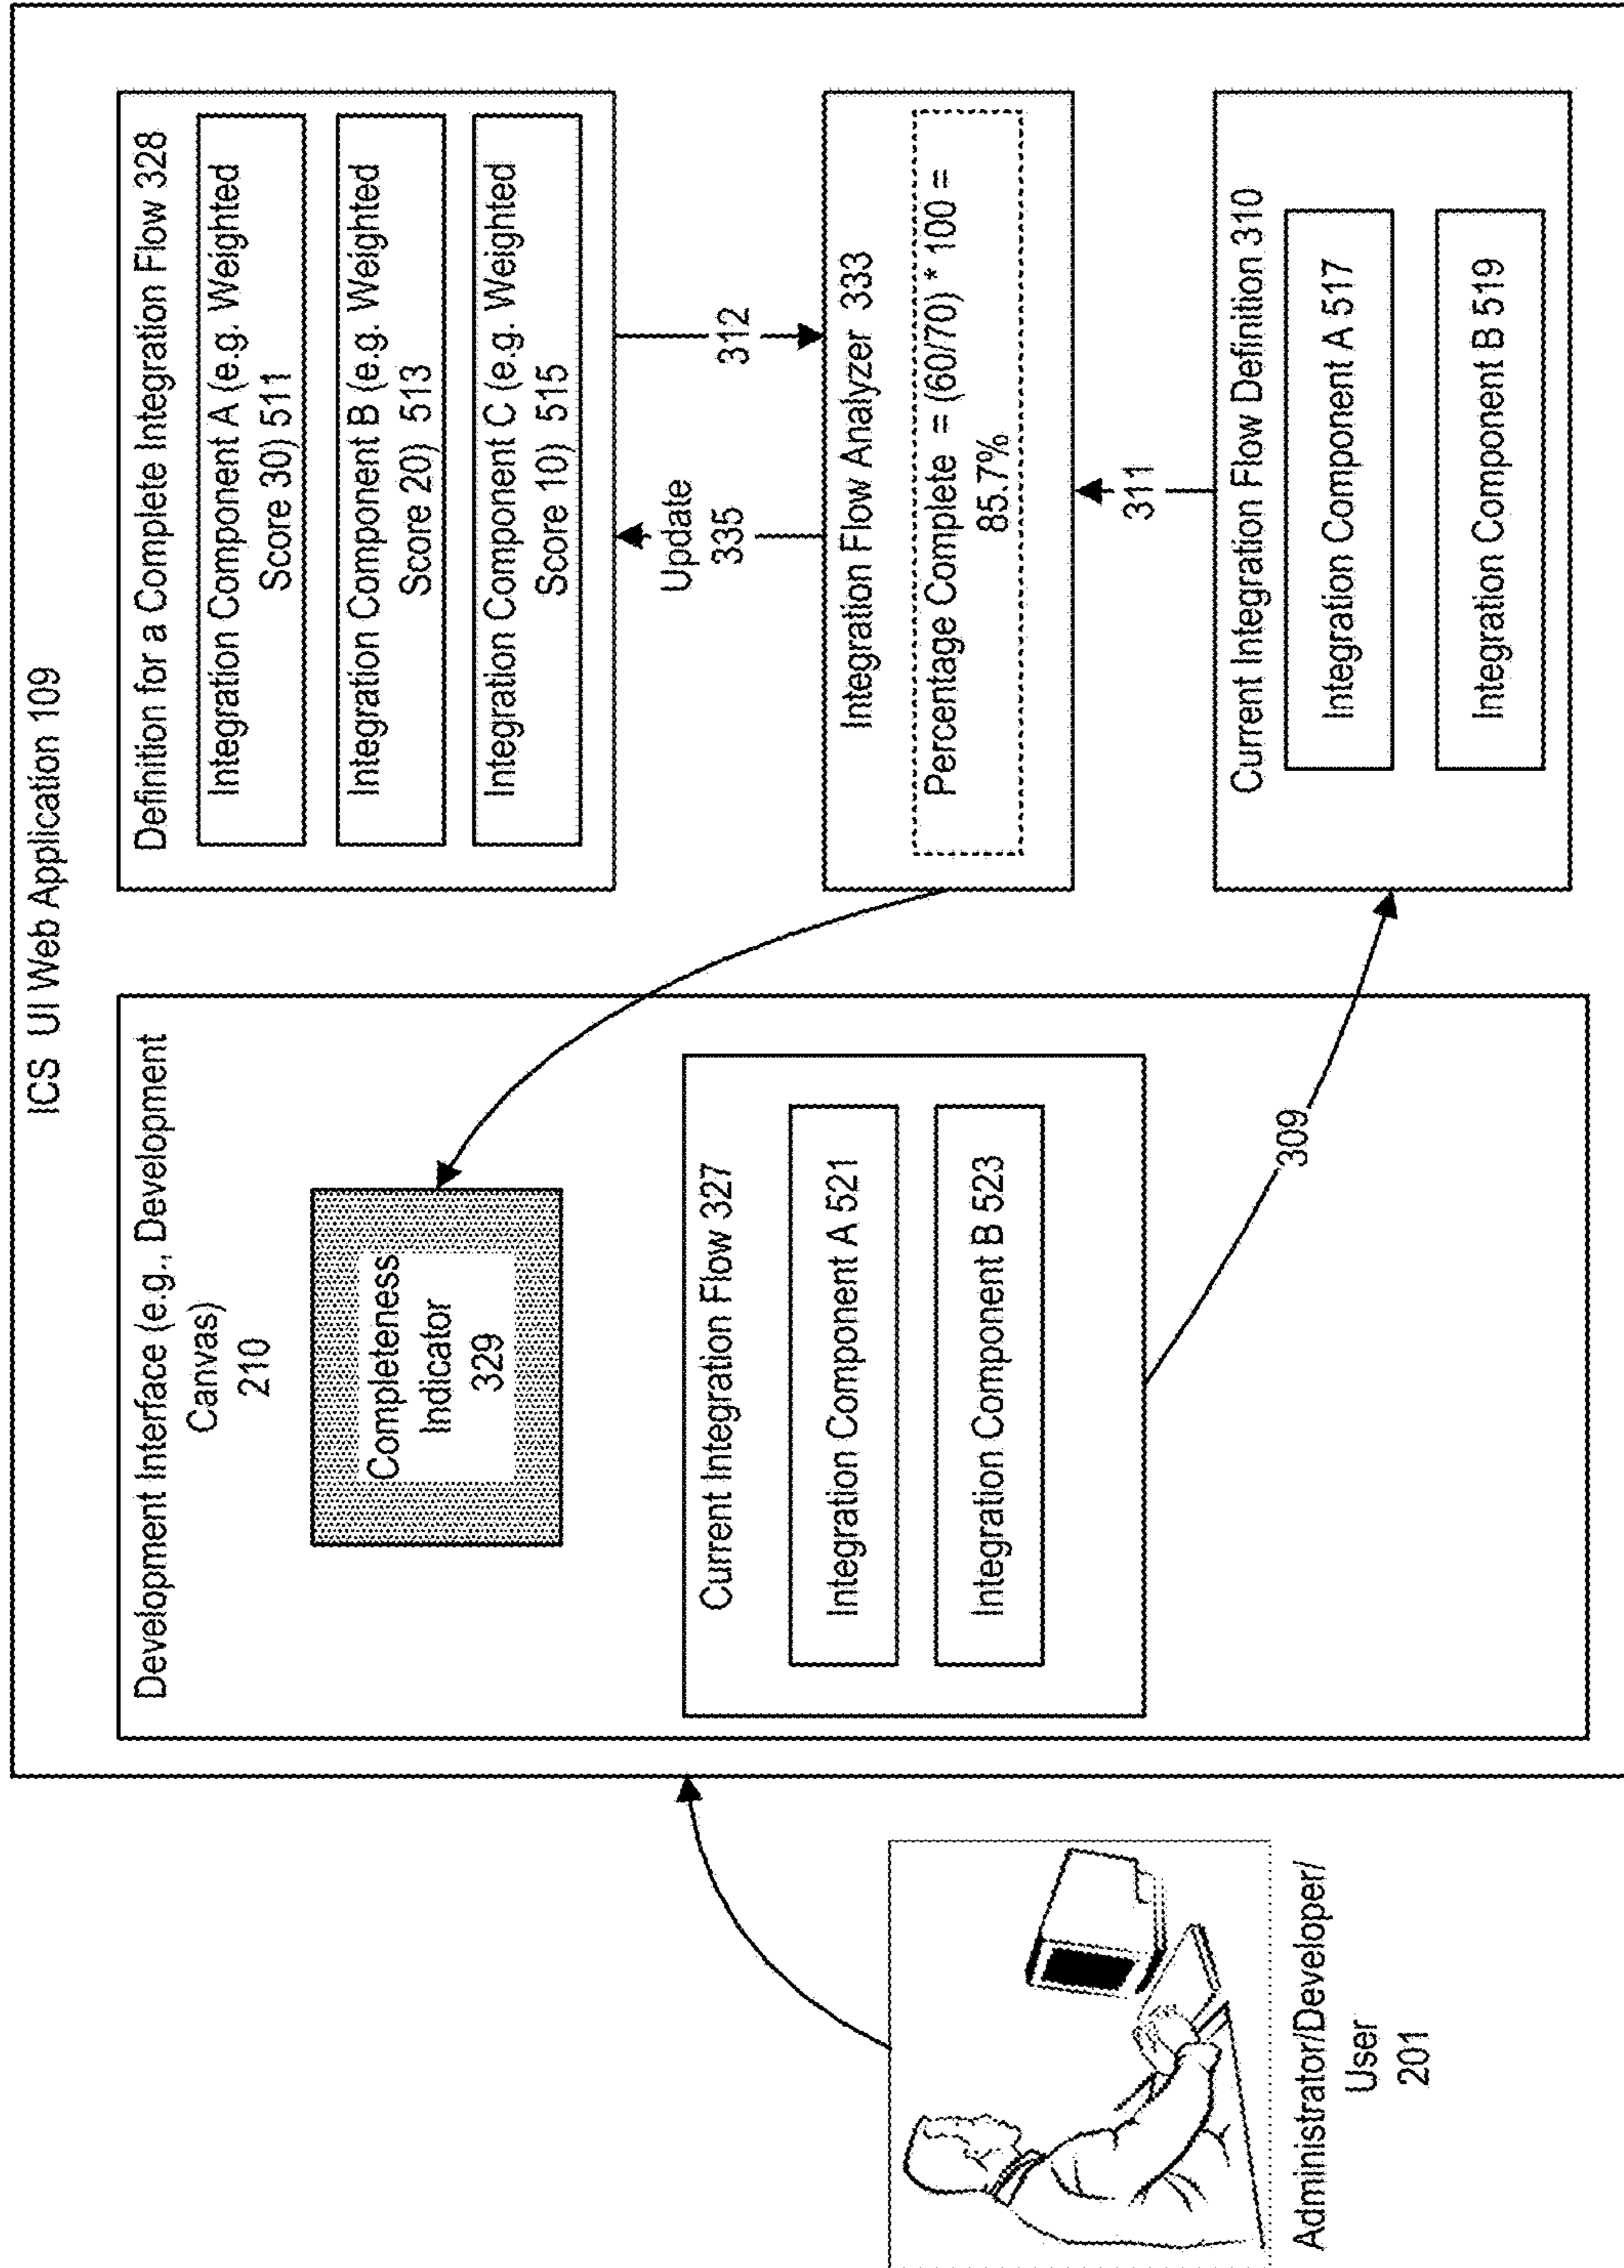 ICS UI Web Application 109
Development Interface (e.g., Development
Canvas)
210
Completeness
Indicator
329
Current Integration Flow 327
Integration Component A 521
Integration Component B 523
309
Definition for a Complete Integration Flow 328
Integration Component A (e.g. Weighted
Score 30) 511
Integration Component B (e.g. Weighted
Score 20) 513
Integration Component C (e.g. Weighted
Score 10) 515
Update
335
312
Integration Flow Analyzer 333
Percentage Complete = (60/70) * 100 =
85.7%
311
Current Integration Flow Definition 310
Integration Component A 517
Integration Component B 519
Administrator/Developer/
User
201